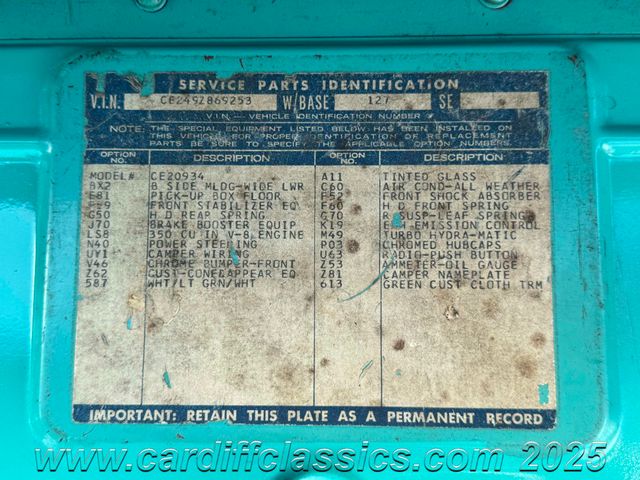 SERVICE PARTS IDENTIFICATION
V.I.N. CE249Z869253 W/BASE 127 SE
V.I.N. – VEHICLE IDENTIFICATION NUMBER
NOTE: THE SPECIAL EQUIPMENT LISTED BELOW HAS BEEN INSTALLED ON
THIS VEHICLE. FOR PROPER IDENTIFICATION OF REPLACEMENT
PARTS BE SURE TO SPECIFY THE APPLICABLE OPTION NUMBERS.
OPTION NO. DESCRIPTION OPTION NO. DESCRIPTION
MODEL# CE20934 A11 TINTED GLASS
BX2 B SIDE MLDG-WIDE LWR C60 AIR COND-ALL WEATHER
E81 PICK-UP BOX FLOOR F52 FRONT SHOCK ABSORBER
F59 FRONT STABILIZER EQ F60 H D FRONT SPRING
G50 H D REAR SPRING G70 R SUSP-LEAF SPRING
J70 BRAKE BOOSTER EQUIP K19 EGN EMISSION CONTROL
LS8 350 CU IN V-8 ENGINE M49 TURBO HYDRA-MATIC
N40 POWER STEERING P03 CHROMED HUBCAPS
UY1 CAMPER WIRING U63 RADIO-PUSH BUTTON
V46 CHROME BUMPER-FRONT Z53 AMMETER-OIL GAUGE
Z62 CUST-CONE&APPEAR EQ Z81 CAMPER NAMEPLATE
587 WHT/LT GRN/WHT 613 GREEN CUST CLOTH TRM
IMPORTANT: RETAIN THIS PLATE AS A PERMANENT RECORD
www.cardiffclassics.com 2025